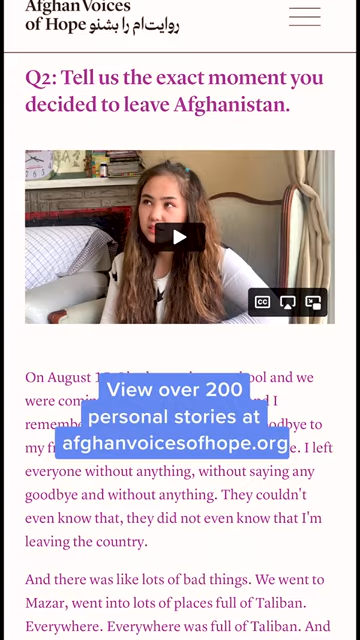 Afghan Voices
of Hope روایت‌ام را بشنو
Q2: Tell us the exact moment you
decided to leave Afghanistan.
CC
On August ool and we
were comi d I
remem odbye to
my f e. I left
everyone without anything, without saying any
goodbye and without anything. They couldn't
even know that, they did not even know that I'm
leaving the country.
And there was like lots of bad things. We went to
Mazar, went into lots of places full of Taliban.
Everywhere. Everywhere was full of Taliban. And
View over 200
personal stories at
afghanvoicesofhope.org